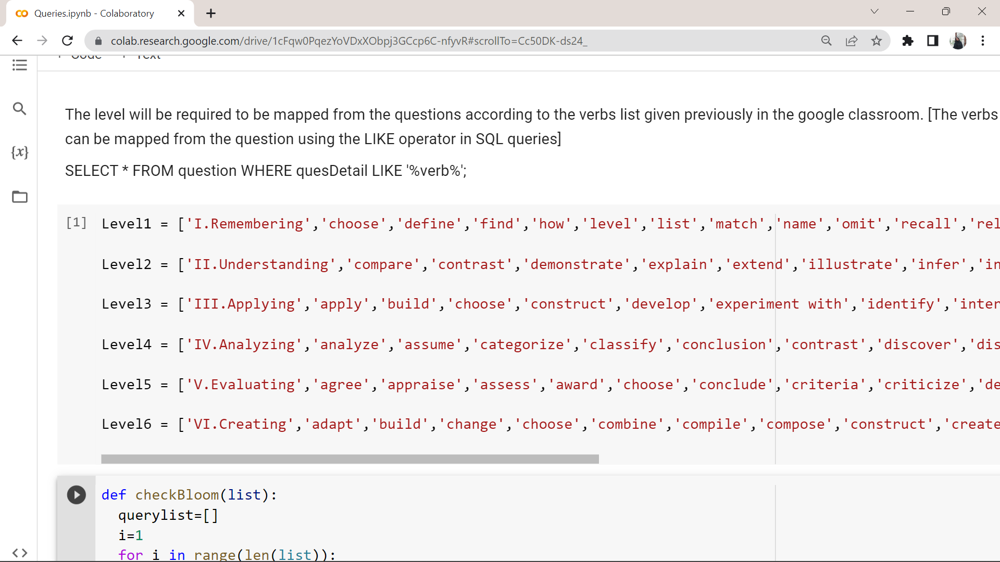 Queries.ipynb - Colaboratory
colab.research.google.com/drive/1cFqw0PqezYoVDxXObpj3GCcp6C-nfyvR#scrollTo=Cc50DK-ds24_
+ Code + Text
The level will be required to be mapped from the questions according to the verbs list given previously in the google classroom. [The verbs
can be mapped from the question using the LIKE operator in SQL queries]
SELECT * FROM question WHERE quesDetail LIKE '%verb%';
{x}
[1] Level1 = ['I.Remembering','choose','define','find','how','level','list','match','name','omit','recall','rel
Level2 = ['II.Understanding','compare','contrast','demonstrate','explain','extend','illustrate','infer','in
Level3 = ['III.Applying','apply','build','choose','construct','develop','experiment with','identify','inter
Level4 = ['IV.Analyzing','analyze','assume','categorize','classify','conclusion','contrast','discover','dis
Level5 = ['V.Evaluating','agree','appraise','assess','award','choose','conclude','criteria','criticize','de
Level6 = ['VI.Creating','adapt','build','change','choose','combine','compile','compose','construct','create
def checkBloom(list):
querylist=[]
i=1
for i in range(len(list)):